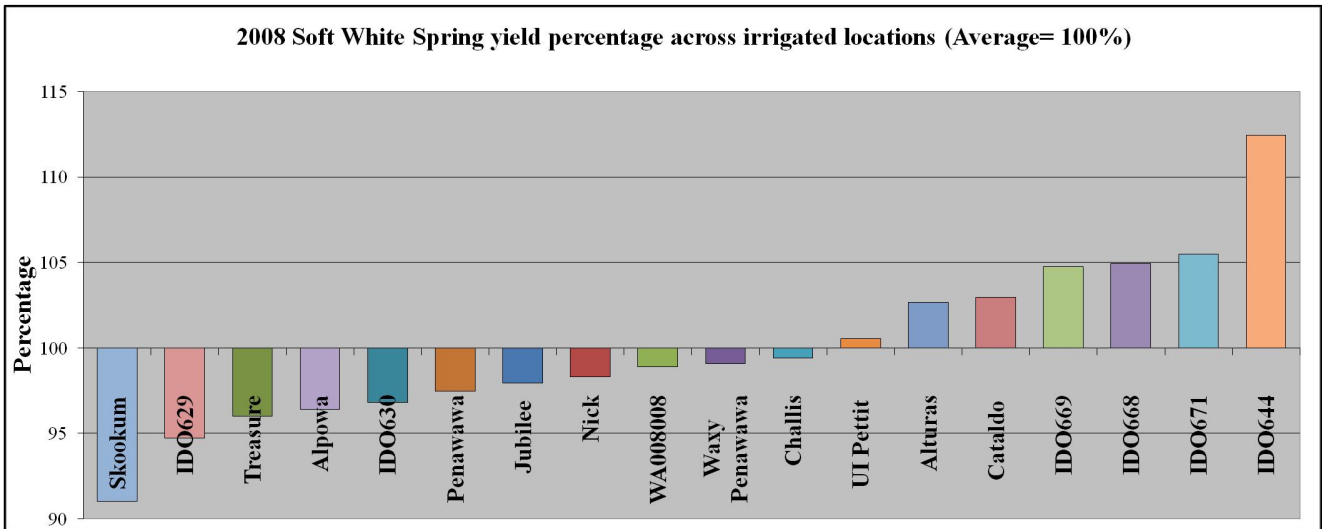 2008 Soft White Spring yield percentage across irrigated locations (Average= 100%)
115
110
105
100
95
90
Percentage
Skookum
IDO629
Treasure
Alpowa
IDO630
Penawawa
Jubilee
Nick
WA008008
Waxy
Penawawa
Challis
UI Pettit
Alturas
Cataldo
IDO669
IDO668
IDO671
IDO644